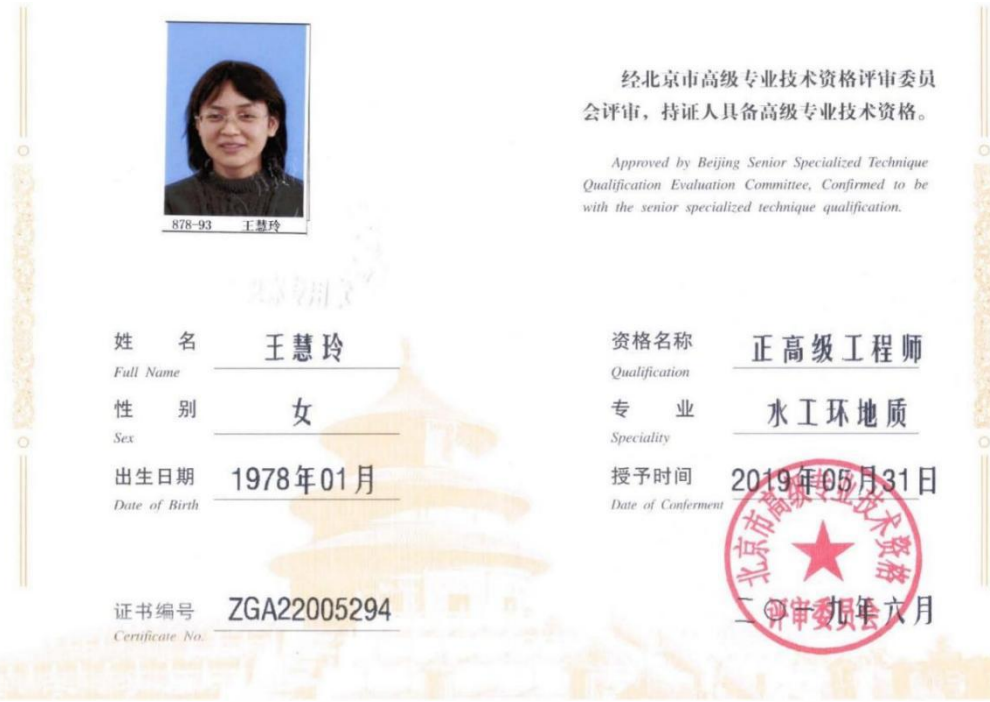 878-93 王慧玲
经北京市高级专业技术资格评审委员
会评审，持证人具备高级专业技术资格。
Approved by Beijing Senior Specialized Technique
Qualification Evaluation Committee, Confirmed to be
with the senior specialized technique qualification.
姓 名 王慧玲
Full Name
性 别 女
Sex
出生日期 1978年01月
Date of Birth
证书编号 ZGA22005294
Certificate No.
资格名称 正高级工程师
Qualification
专 业 水工环地质
Speciality
授予时间 2019年05月31日
Date of Conferment
北京市高级专业技术资格
评审委员会
二〇一九年六月